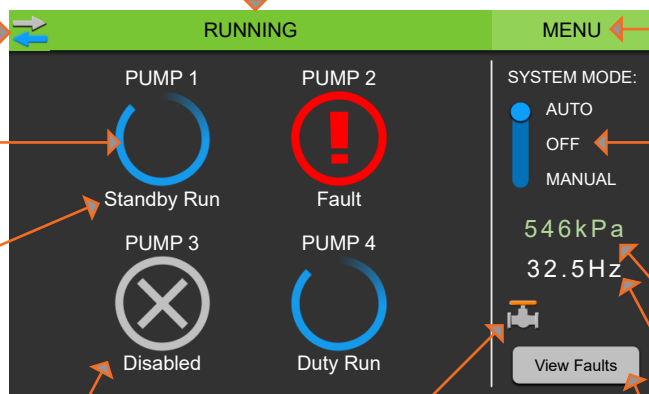 RUNNING
MENU
PUMP 1
PUMP 2
Standby Run
Fault
PUMP 3
PUMP 4
Disabled
Duty Run
SYSTEM MODE:
AUTO
OFF
MANUAL
546kPa
32.5Hz
View Faults